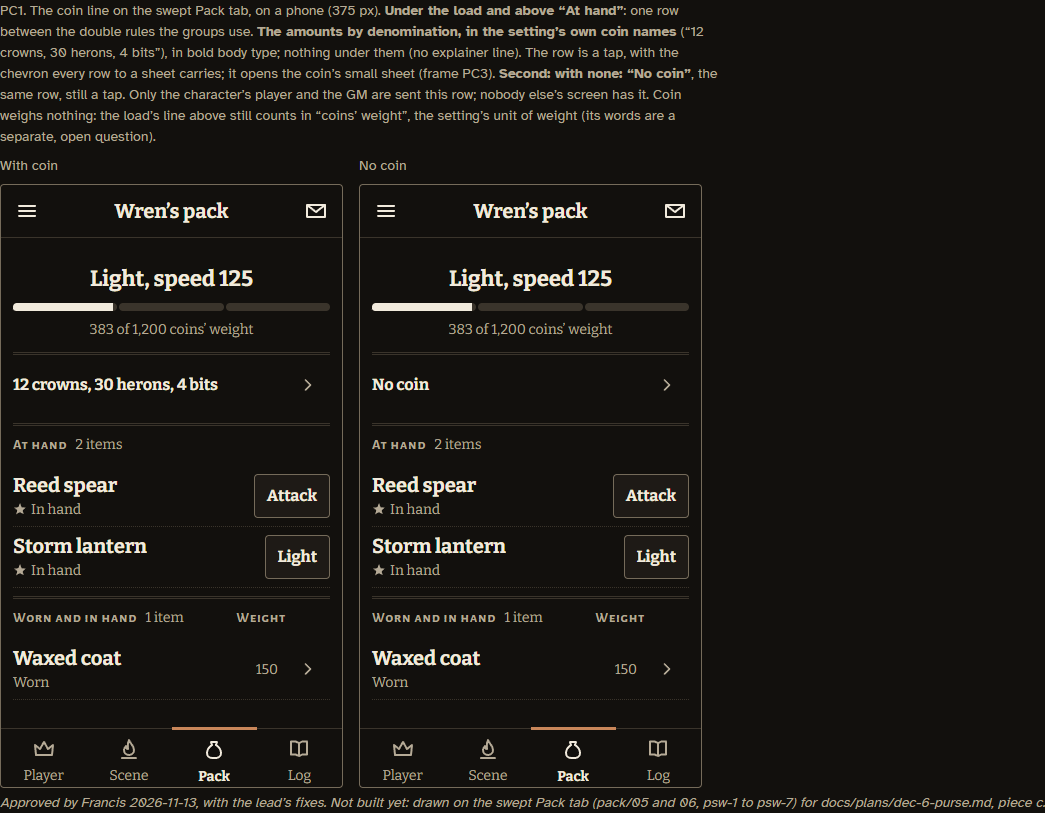 PC1. The coin line on the swept Pack tab, on a phone (375 px). Under the load and above “At hand”: one row
between the double rules the groups use. The amounts by denomination, in the setting’s own coin names (“12
crowns, 30 herons, 4 bits”), in bold body type; nothing under them (no explainer line). The row is a tap, with the
chevron every row to a sheet carries; it opens the coin’s small sheet (frame PC3). Second: with none: “No coin”, the
same row, still a tap. Only the character’s player and the GM are sent this row; nobody else’s screen has it. Coin
weighs nothing: the load’s line above still counts in “coins’ weight”, the setting’s unit of weight (its words are a
separate, open question).
With coin
Wren’s pack
Light, speed 125
383 of 1,200 coins’ weight
12 crowns, 30 herons, 4 bits
At hand 2 items
Reed spear
★ In hand
Attack
Storm lantern
★ In hand
Light
Worn and in hand 1 item Weight
Waxed coat
Worn
150
Player Scene Pack Log
No coin
Wren’s pack
Light, speed 125
383 of 1,200 coins’ weight
No coin
At hand 2 items
Reed spear
★ In hand
Attack
Storm lantern
★ In hand
Light
Worn and in hand 1 item Weight
Waxed coat
Worn
150
Player Scene Pack Log
Approved by Francis 2026-11-13, with the lead’s fixes. Not built yet: drawn on the swept Pack tab (pack/05 and 06, psw-1 to psw-7) for docs/plans/dec-6-purse.md, piece c.